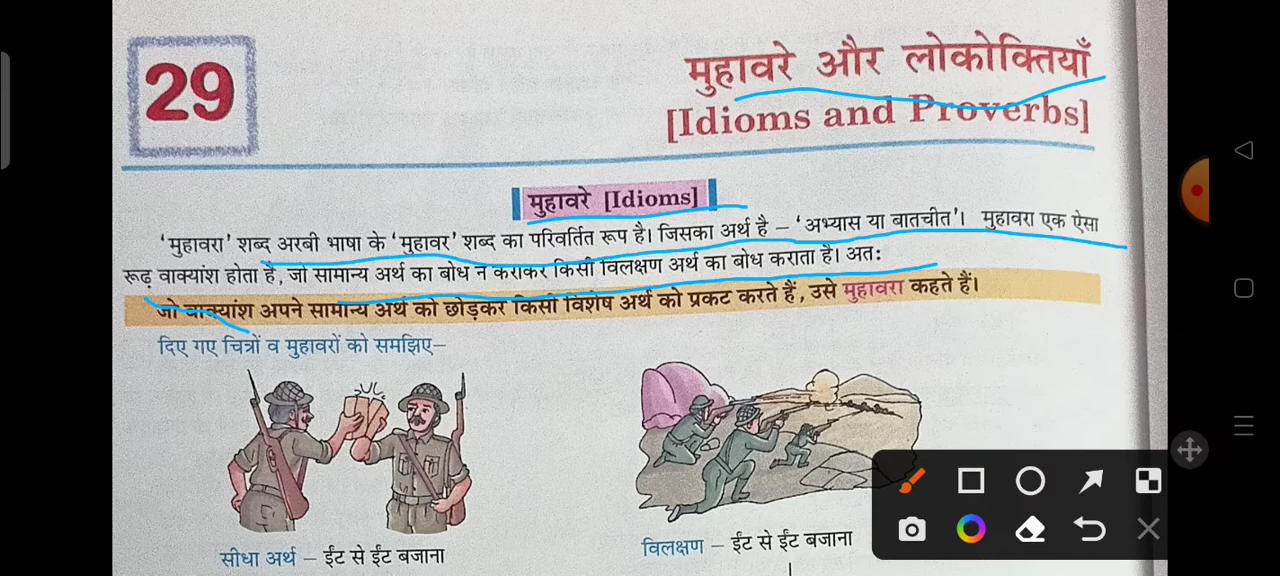 29
मुहावरे और लोकोक्तियाँ
[Idioms and Proverbs]
मुहावरे [Idioms]
'मुहावरा' शब्द अरबी भाषा के 'मुहावर' शब्द का परिवर्तित रूप है। जिसका अर्थ है – 'अभ्यास या बातचीत'। मुहावरा एक ऐसा
रूढ़ वाक्यांश होता है, जो सामान्य अर्थ का बोध न कराकर किसी विलक्षण अर्थ का बोध कराता है। अत:
जो वाक्यांश अपने सामान्य अर्थ को छोड़कर किसी विशेष अर्थ को प्रकट करते हैं, उसे मुहावरा कहते हैं।
दिए गए चित्रों व मुहावरों को समझिए–
सीधा अर्थ – ईंट से ईंट बजाना
विलक्षण – ईंट से ईंट बजाना